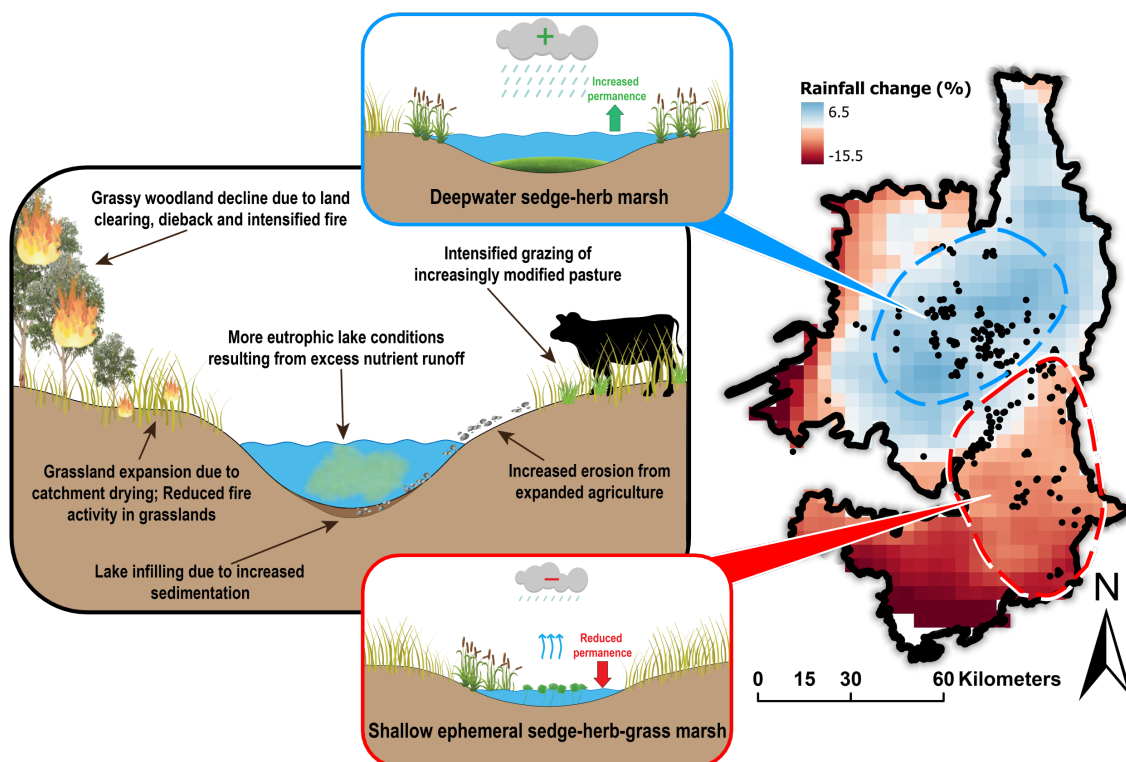 +
Increased
permanence
Deepwater sedge-herb marsh
Grassy woodland decline due to land
clearing, dieback and intensified fire
Intensified grazing of
increasingly modified pasture
More eutrophic lake conditions
resulting from excess nutrient runoff
Grassland expansion due to
catchment drying; Reduced fire
activity in grasslands
Increased erosion from
expanded agriculture
Lake infilling due to increased
sedimentation
−
Reduced
permanence
Shallow ephemeral sedge-herb-grass marsh
Rainfall change (%)
6.5
-15.5
N
0 15 30 60 Kilometers